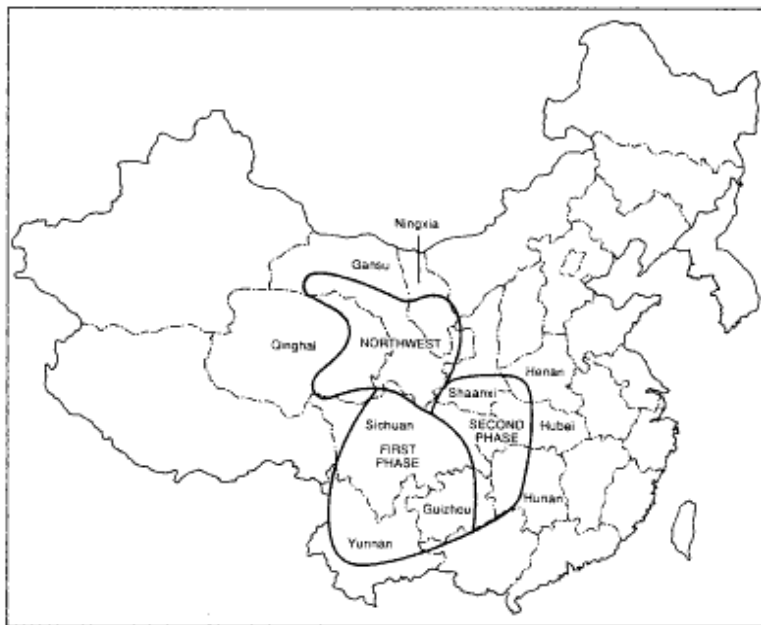 Ningxia
Gansu
Qinghai
NORTHWEST
Henan
Shaanxi
Sichuan
SECOND
PHASE
Hubei
FIRST
PHASE
Guizhou
Hunan
Yunnan